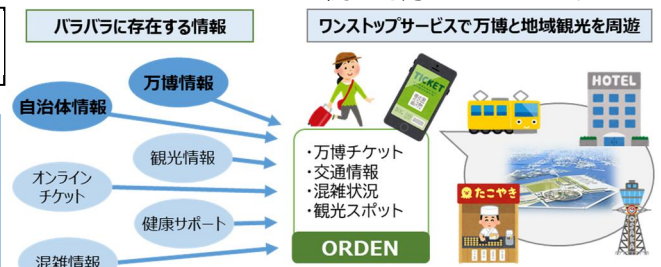 バラバラに存在する情報
ワンストップサービスで万博と地域観光を周遊
万博情報
自治体情報
観光情報
オンライン
チケット
健康サポート
混雑情報
TICKET
・万博チケット
・交通情報
・混雑状況
・観光スポット
ORDEN
HOTEL
たこやき